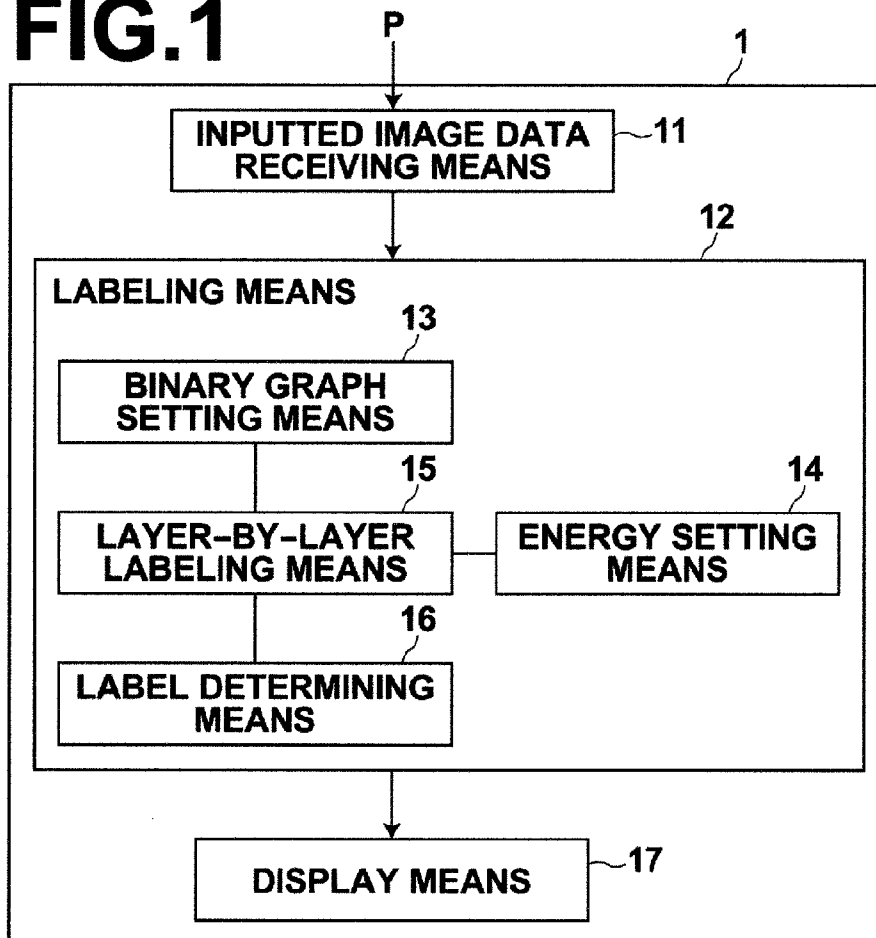 FIG.1
P
1
INPUTTED IMAGE DATA
RECEIVING MEANS
11
12
LABELING MEANS
13
BINARY GRAPH
SETTING MEANS
15
14
LAYER-BY-LAYER
LABELING MEANS
ENERGY SETTING
MEANS
16
LABEL DETERMINING
MEANS
DISPLAY MEANS
17